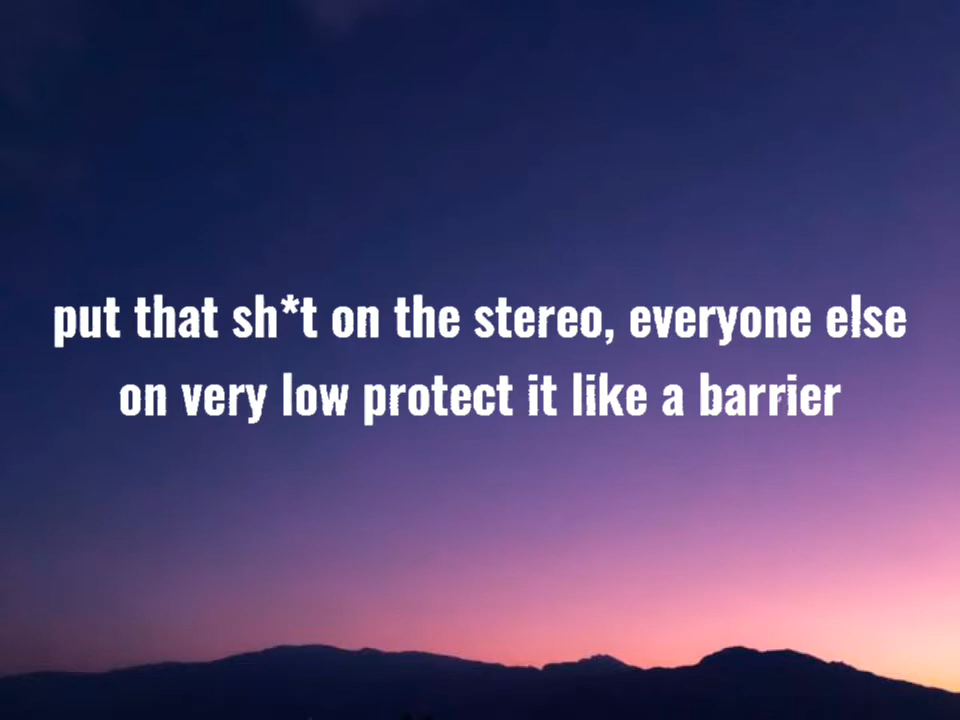 put that sh*t on the stereo, everyone else
on very low protect it like a barrier